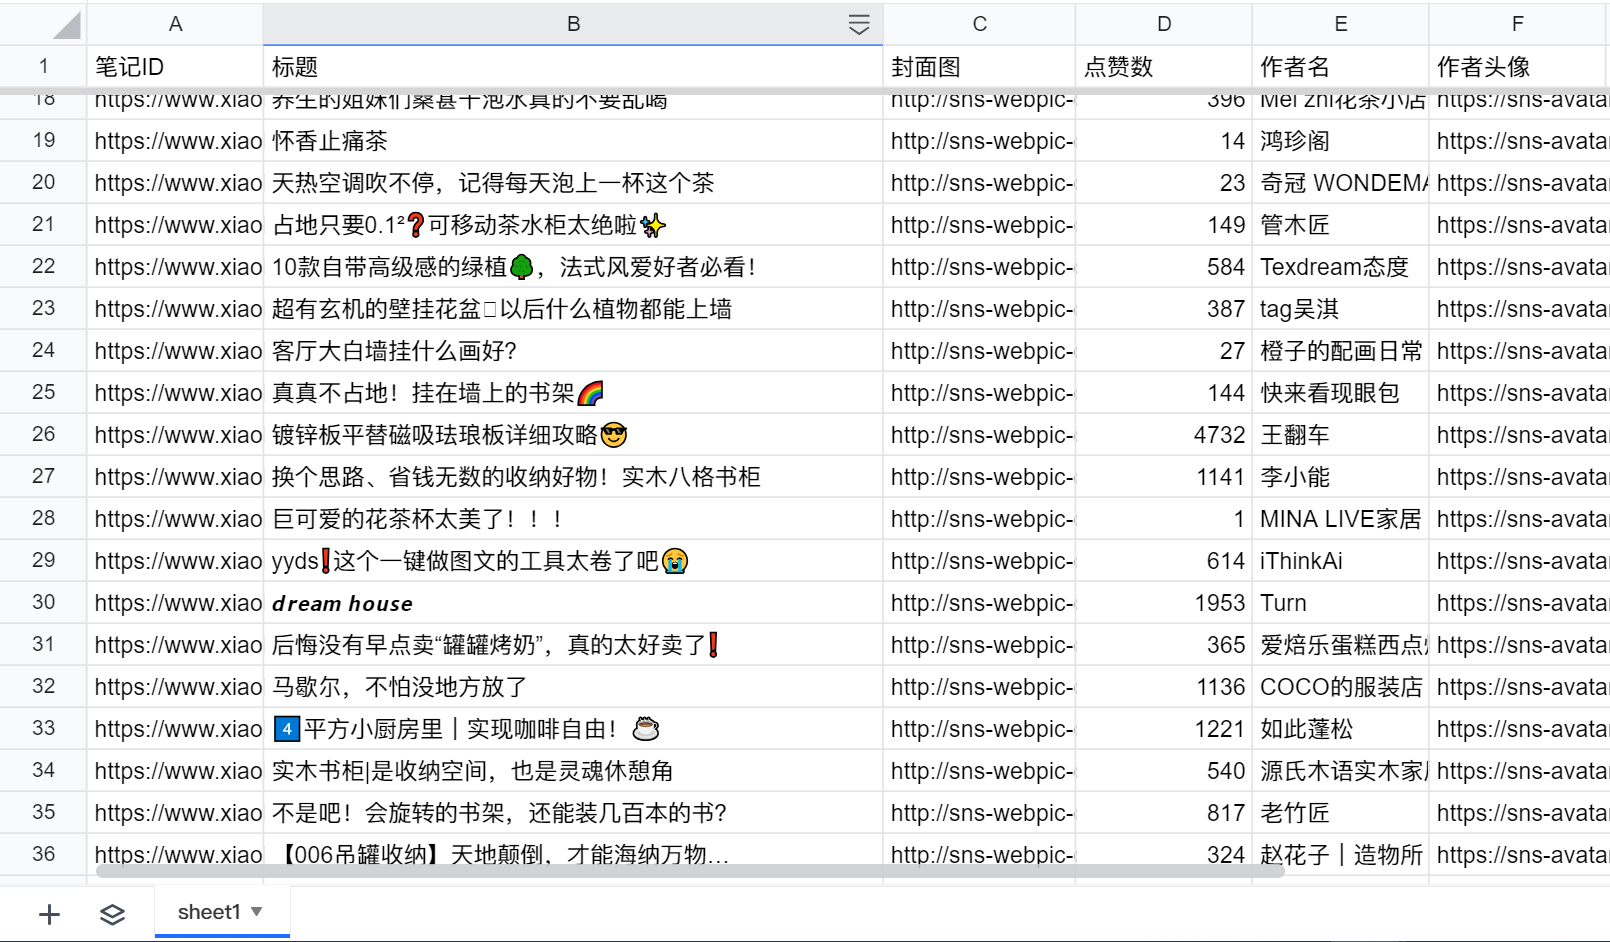 A B C D E F
1 笔记ID 标题 封面图 点赞数 作者名 作者头像
18 https://www.xiao 养生的姐妹们桑葚干泡水真的不要乱喝 http://sns-webpic- 396 Mei zhi花茶小店 https://sns-avata
19 https://www.xiao 怀香止痛茶 http://sns-webpic- 14 鸿珍阁 https://sns-avata
20 https://www.xiao 天热空调吹不停，记得每天泡上一杯这个茶 http://sns-webpic- 23 奇冠 WONDEMA https://sns-avata
21 https://www.xiao 占地只要0.1²❓可移动茶水柜太绝啦✨ http://sns-webpic- 149 管木匠 https://sns-avata
22 https://www.xiao 10款自带高级感的绿植🌳，法式风爱好者必看！ http://sns-webpic- 584 Texdream态度 https://sns-avata
23 https://www.xiao 超有玄机的壁挂花盆以后什么植物都能上墙 http://sns-webpic- 387 tag吴淇 https://sns-avata
24 https://www.xiao 客厅大白墙挂什么画好? http://sns-webpic- 27 橙子的配画日常 https://sns-avata
25 https://www.xiao 真真不占地！挂在墙上的书架🌈 http://sns-webpic- 144 快来看现眼包 https://sns-avata
26 https://www.xiao 镀锌板平替磁吸珐琅板详细攻略😎 http://sns-webpic- 4732 王翻车 https://sns-avata
27 https://www.xiao 换个思路、省钱无数的收纳好物！实木八格书柜 http://sns-webpic- 1141 李小能 https://sns-avata
28 https://www.xiao 巨可爱的花茶杯太美了！！！ http://sns-webpic- 1 MINA LIVE家居 https://sns-avata
29 https://www.xiao yyds❗这个一键做图文的工具太卷了吧😭 http://sns-webpic- 614 iThinkAi https://sns-avata
30 https://www.xiao dream house http://sns-webpic- 1953 Turn https://sns-avata
31 https://www.xiao 后悔没有早点卖“罐罐烤奶”，真的太好卖了❗ http://sns-webpic- 365 爱焙乐蛋糕西点 https://sns-avata
32 https://www.xiao 马歇尔，不怕没地方放了 http://sns-webpic- 1136 COCO的服装店 https://sns-avata
33 https://www.xiao 4️⃣平方小厨房里｜实现咖啡自由！☕ http://sns-webpic- 1221 如此蓬松 https://sns-avata
34 https://www.xiao 实木书柜|是收纳空间，也是灵魂休憩角 http://sns-webpic- 540 源氏木语实木家 https://sns-avata
35 https://www.xiao 不是吧！会旋转的书架，还能装几百本的书? http://sns-webpic- 817 老竹匠 https://sns-avata
36 https://www.xiao 【006吊罐收纳】天地颠倒，才能海纳万物... http://sns-webpic- 324 赵花子｜造物所 https://sns-avata
sheet1